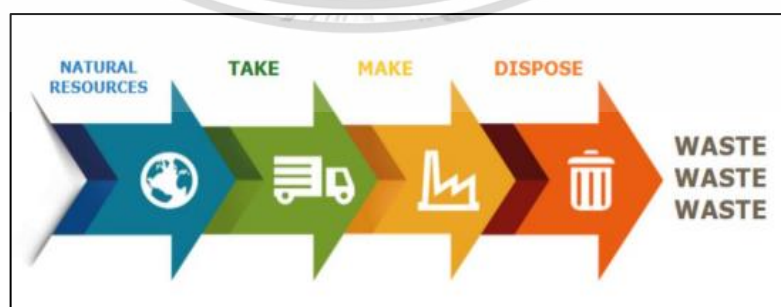 NATURAL
RESOURCES
TAKE
MAKE
DISPOSE
WASTE
WASTE
WASTE